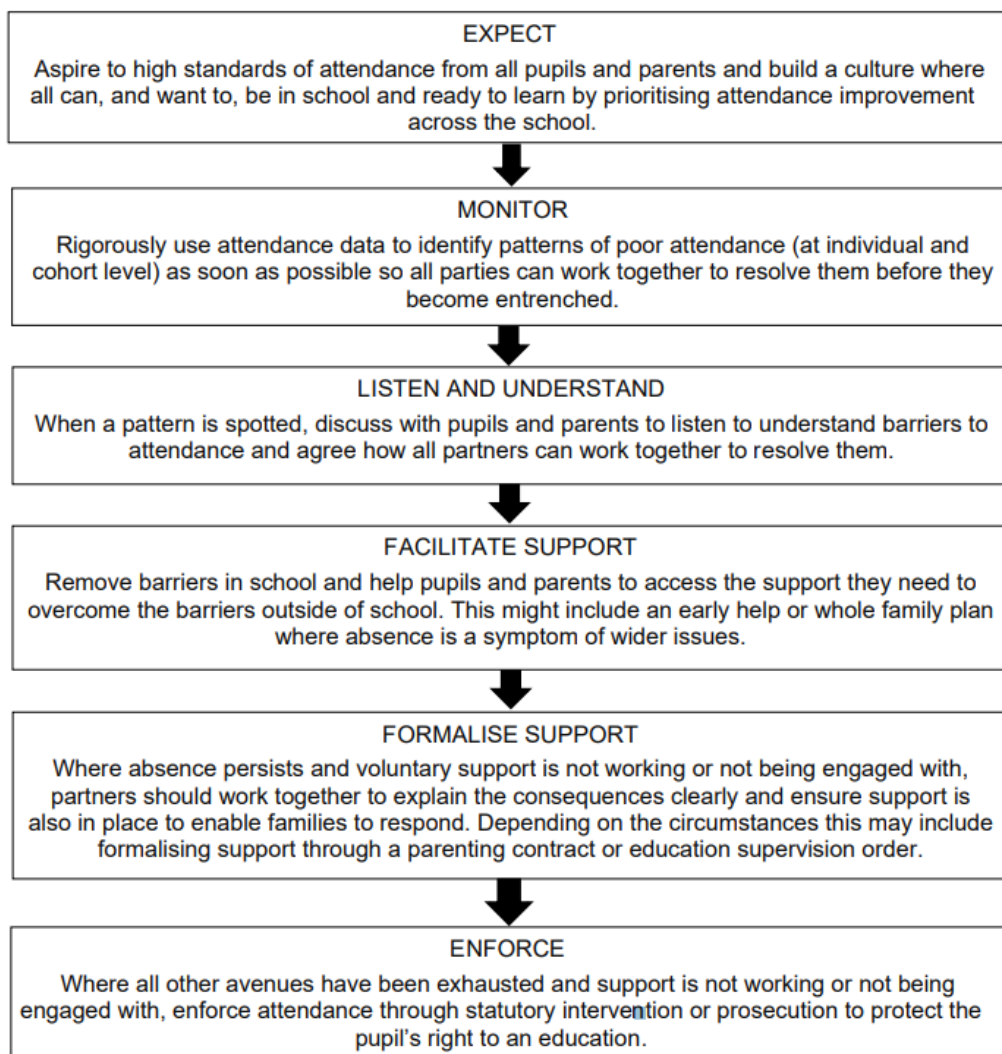 EXPECT
Aspire to high standards of attendance from all pupils and parents and build a culture where
all can, and want to, be in school and ready to learn by prioritising attendance improvement
across the school.
MONITOR
Rigorously use attendance data to identify patterns of poor attendance (at individual and
cohort level) as soon as possible so all parties can work together to resolve them before they
become entrenched.
LISTEN AND UNDERSTAND
When a pattern is spotted, discuss with pupils and parents to listen to understand barriers to
attendance and agree how all partners can work together to resolve them.
FACILITATE SUPPORT
Remove barriers in school and help pupils and parents to access the support they need to
overcome the barriers outside of school. This might include an early help or whole family plan
where absence is a symptom of wider issues.
FORMALISE SUPPORT
Where absence persists and voluntary support is not working or not being engaged with,
partners should work together to explain the consequences clearly and ensure support is
also in place to enable families to respond. Depending on the circumstances this may include
formalising support through a parenting contract or education supervision order.
ENFORCE
Where all other avenues have been exhausted and support is not working or not being
engaged with, enforce attendance through statutory intervention or prosecution to protect the
pupil's right to an education.